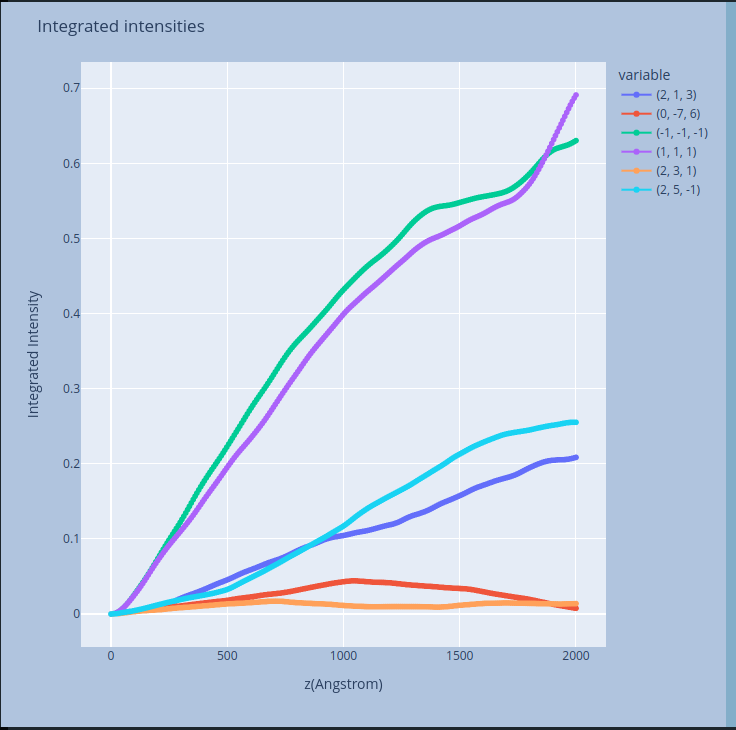 Integrated intensities
variable
(2, 1, 3)
(0, -7, 6)
(-1, -1, -1)
(1, 1, 1)
(2, 3, 1)
(2, 5, -1)
Integrated Intensity
0.7
0.6
0.5
0.4
0.3
0.2
0.1
0
0 500 1000 1500 2000
z(Angstrom)